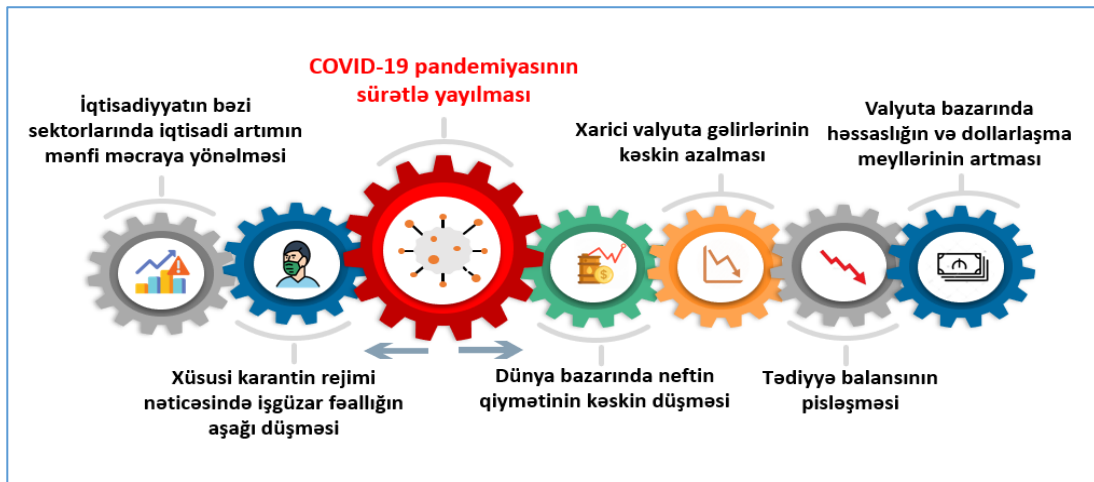 COVID-19 pandemiyasının
sürətlə yayılması
İqtisadiyyatın bəzi
sektorlarında iqtisadi artımın
mənfi məcraya yönəlməsi
Xarici valyuta gəlirlərinin
kəskin azalması
Valyuta bazarında
həssaslığın və dollarlaşma
meyllərinin artması
$
₼
Xüsusi karantin rejimi
nəticəsində işgüzar fəallığın
aşağı düşməsi
Dünya bazarında neftin
qiymətinin kəskin düşməsi
Tədiyyə balansının
pisləşməsi